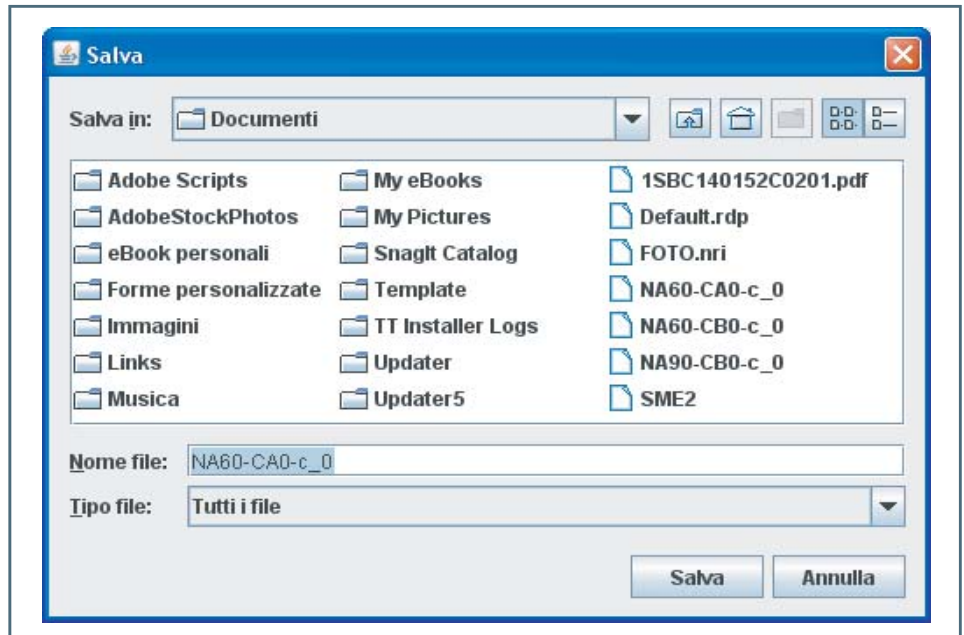 Salva
Salva in: Documenti
Adobe Scripts
AdobeStockPhotos
eBook personali
Forme personalizzate
Immagini
Links
Musica
My eBooks
My Pictures
SnagIt Catalog
Template
TT Installer Logs
Updater
Updater5
1SBC140152C0201.pdf
Default.rdp
FOTO.nri
NA60-CA0-c_0
NA60-CB0-c_0
NA90-CB0-c_0
SME2
Nome file: NA60-CA0-c_0
Tipo file: Tutti i file
Salva Annulla